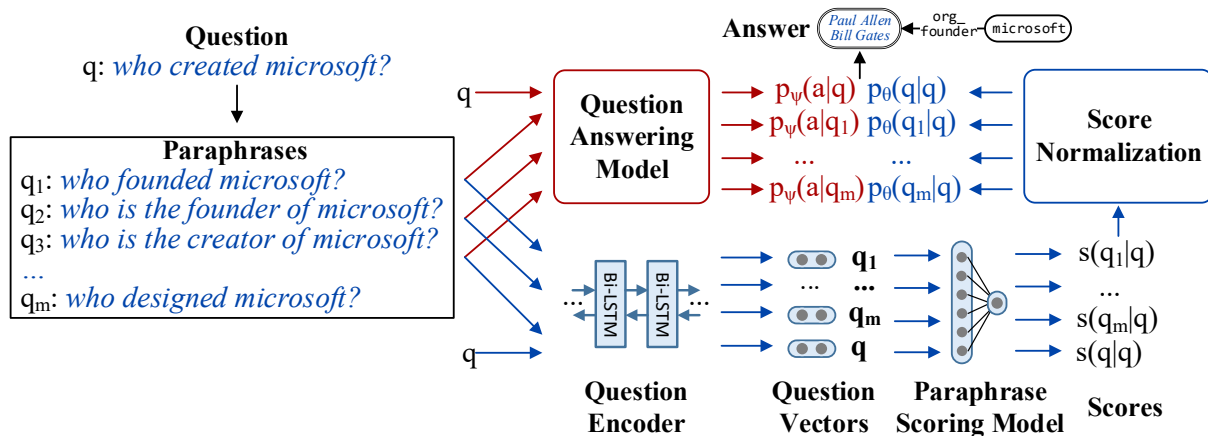 Question
q: who created microsoft?
Paraphrases
q1: who founded microsoft?
q2: who is the founder of microsoft?
q3: who is the creator of microsoft?
...
qm: who designed microsoft?
q
q
Question
Answering
Model
Answer
Paul Allen
Bill Gates
org_
founder
microsoft
pψ(a|q) pθ(q|q)
pψ(a|q1) pθ(q1|q)
... ...
pψ(a|qm) pθ(qm|q)
Score
Normalization
...
Bi-LSTM
Bi-LSTM
...
q1
... ...
qm
q
s(q1|q)
...
s(qm|q)
s(q|q)
Question
Encoder
Question
Vectors
Paraphrase
Scoring Model
Scores